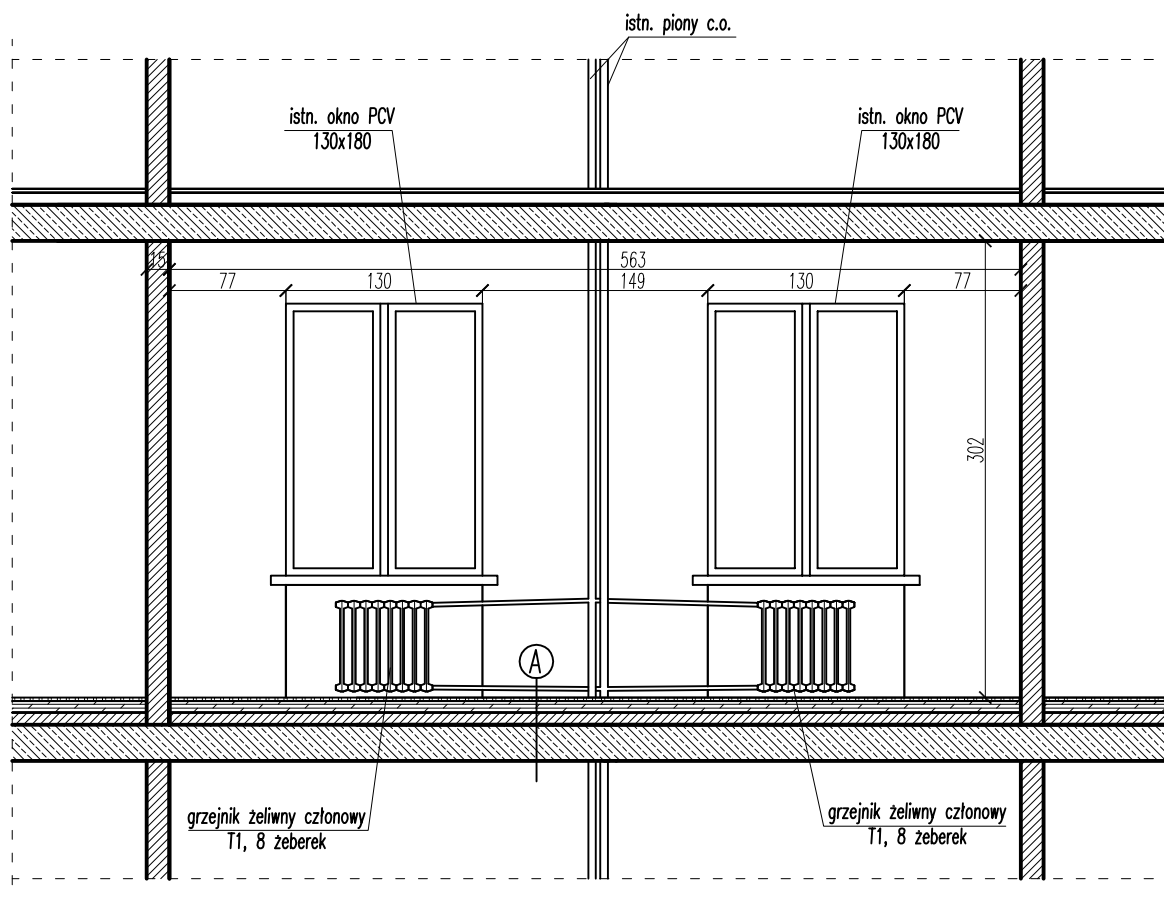 istn. piony c.o.
istn. okno PCV
130x180
istn. okno PCV
130x180
15
563
77
130
149
130
77
302
A
grzejnik żeliwny członowy
T1, 8 żeberek
grzejnik żeliwny członowy
T1, 8 żeberek